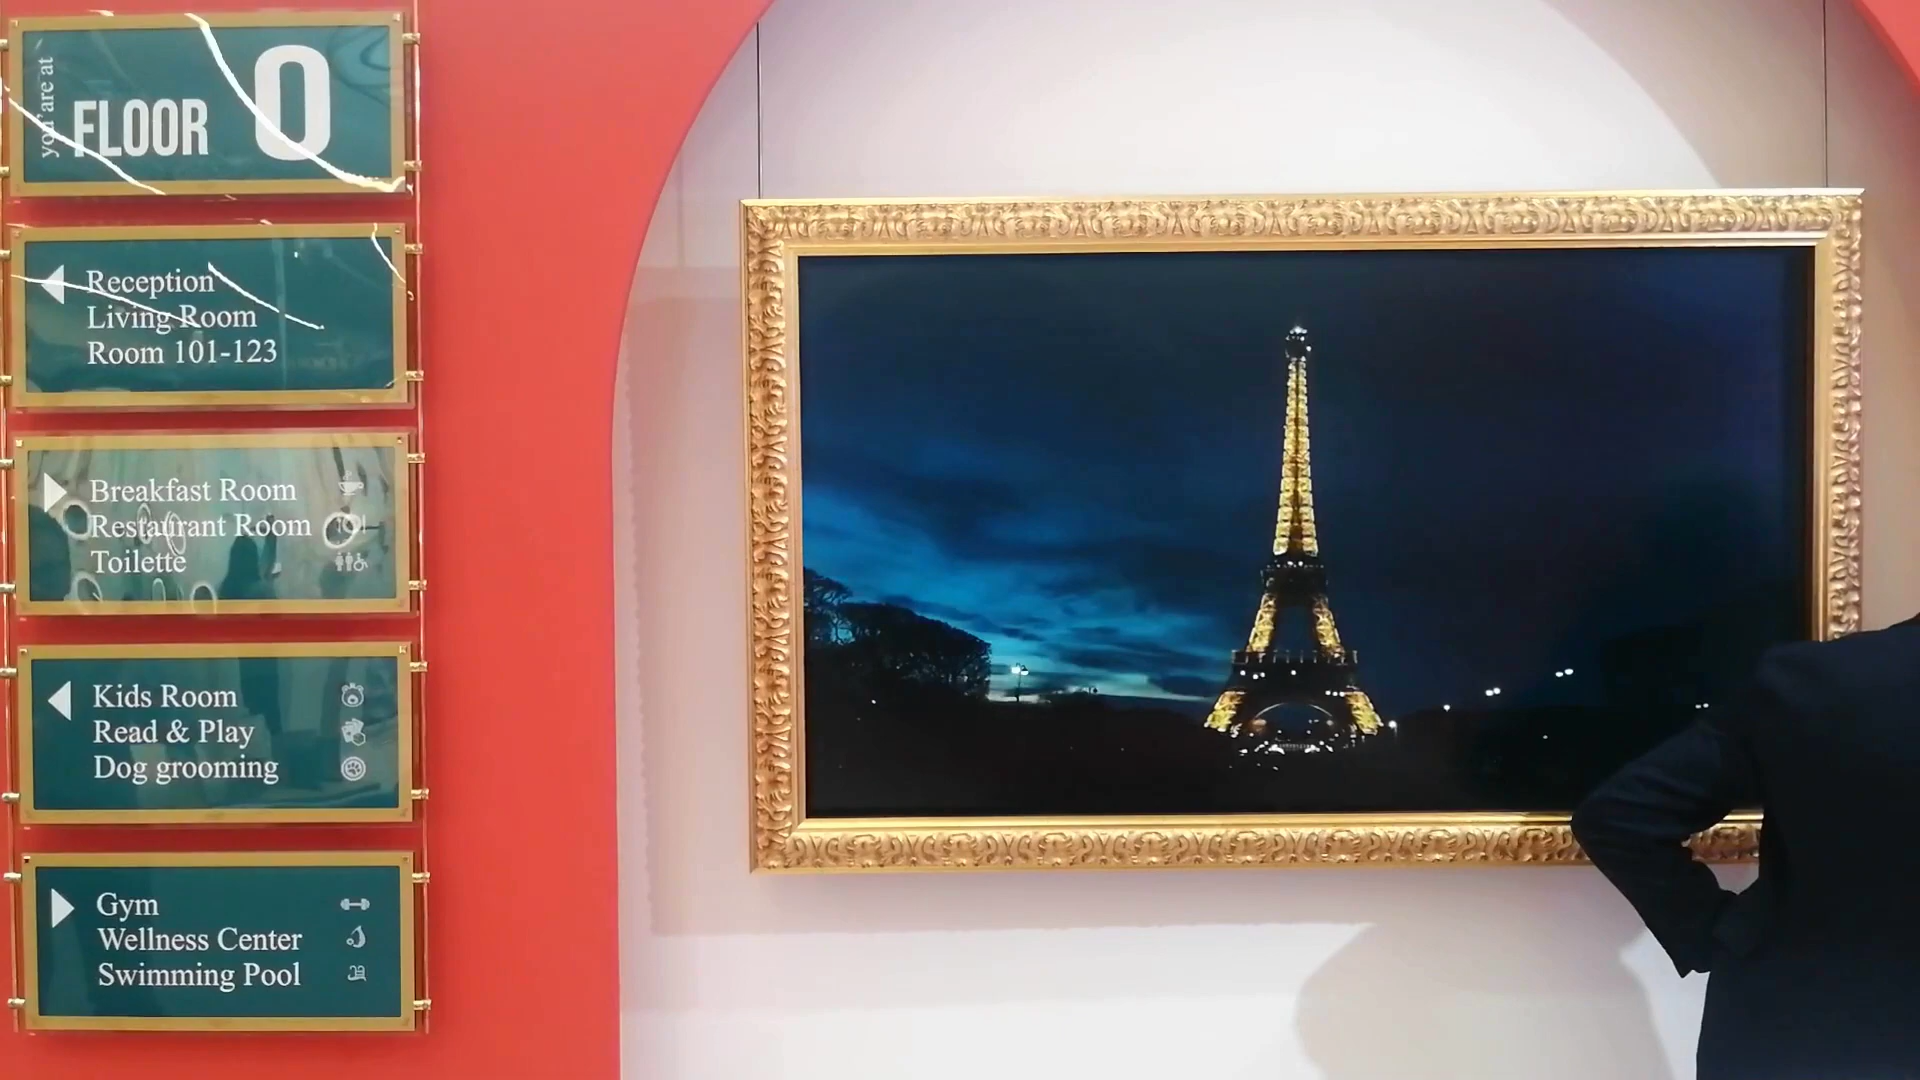 you are at
FLOOR 0
Reception
Living Room
Room 101-123
Breakfast Room
Restaurant Room
Toilette
Kids Room
Read & Play
Dog grooming
Gym
Wellness Center
Swimming Pool